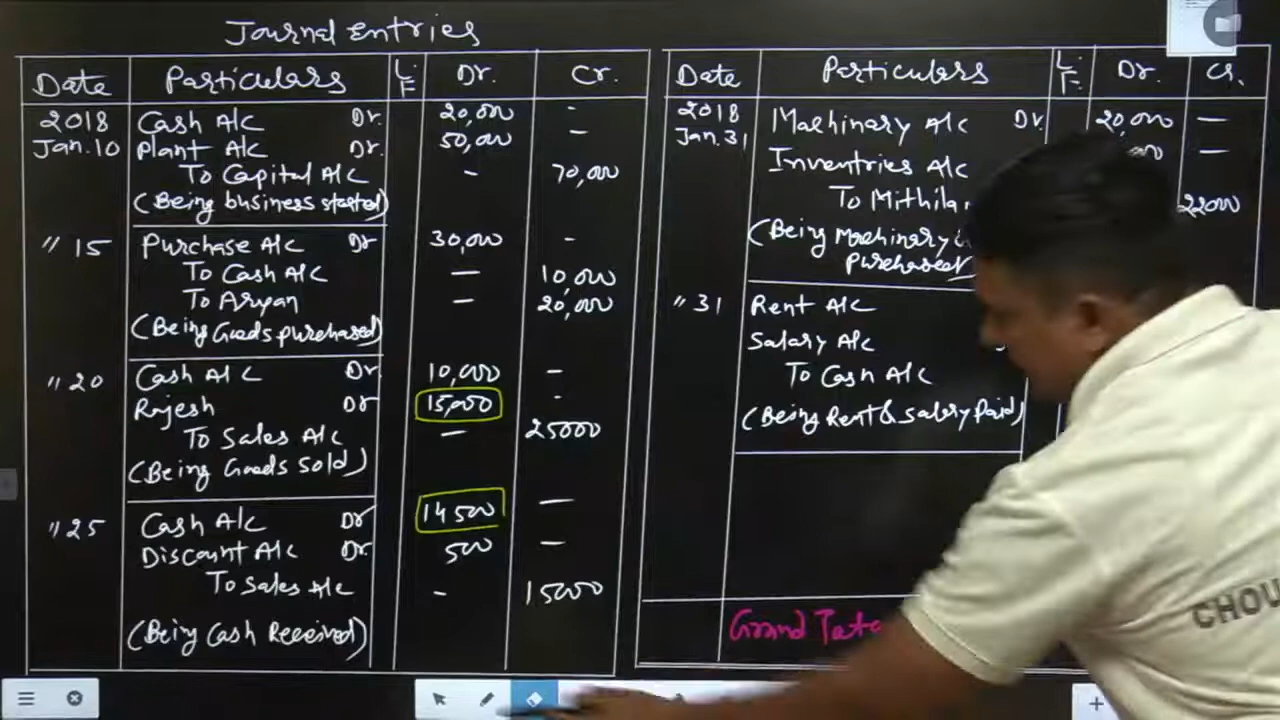 Journal Entries
Date Particulars L.F Dr. Cr.
2018 Cash A/c Dr. 20,000 -
Jan.10 Plant A/c Dr. 50,000 -
To Capital A/c - 70,000
(Being business started)
" 15 Purchase A/c Dr 30,000 -
To Cash A/c - 10,000
To Aryan - 20,000
(Being Goods purchased)
" 20 Cash A/c Dr 10,000 -
Rajesh Dr 15,000 -
To Sales A/c - 25000
(Being Goods Sold)
" 25 Cash A/c Dr 14500 -
Discount A/c Dr. 500 -
To Sales A/c - 15000
(Being Cash Received)
Date Particulars L.F. Dr. Cr.
2018 Machinary A/c Dr. 20,000 -
Jan.31 Inventries A/c -
To Mithila 22000
(Being Machinery
purchased
" 31 Rent A/c
Salary A/c
To Cash A/c
(Being Rent & Salary Paid)
Grand
CHOU